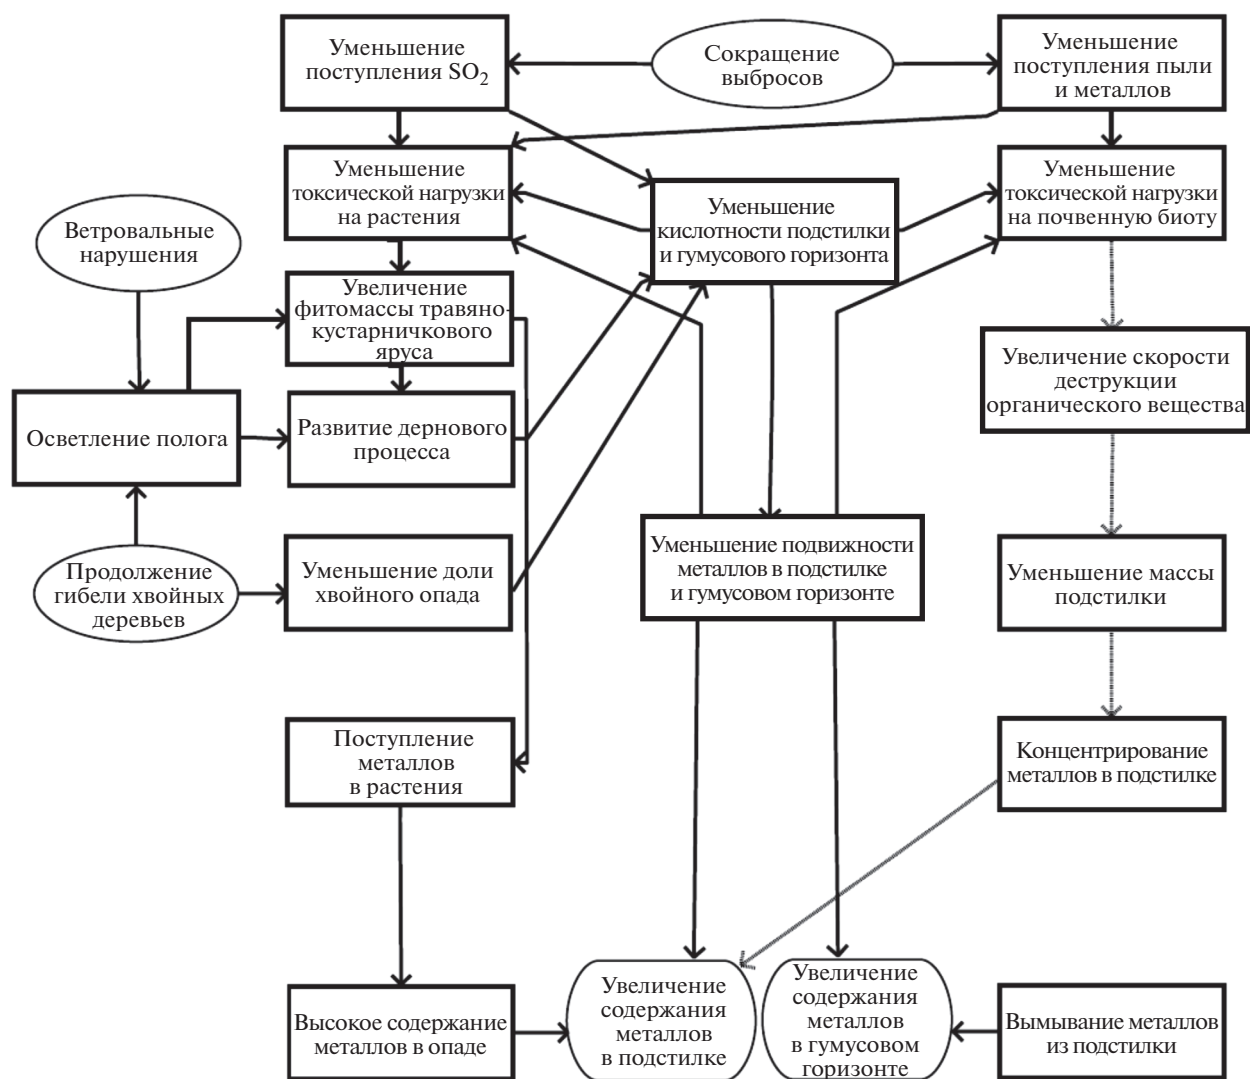 Уменьшение
поступления SO₂
Сокращение
выбросов
Уменьшение
поступления пыли
и металлов
Уменьшение
токсической нагрузки
на растения
Уменьшение
кислотности подстилки
и гумусового горизонта
Уменьшение
токсической нагрузки
на почвенную биоту
Ветровальные
нарушения
Увеличение
фитомассы травяно-
кустарничкового
яруса
Увеличение скорости
деструкции
органического вещества
Осветление полога
Развитие дернового
процесса
Продолжение
гибели хвойных
деревьев
Уменьшение доли
хвойного опада
Уменьшение подвижности
металлов в подстилке
и гумусовом горизонте
Уменьшение массы
подстилки
Поступление
металлов
в растения
Концентрирование
металлов в подстилке
Высокое содержание
металлов в опаде
Увеличение
содержания
металлов
в подстилке
Увеличение
содержания
металлов
в гумусовом
горизонте
Вымывание металлов
из подстилки